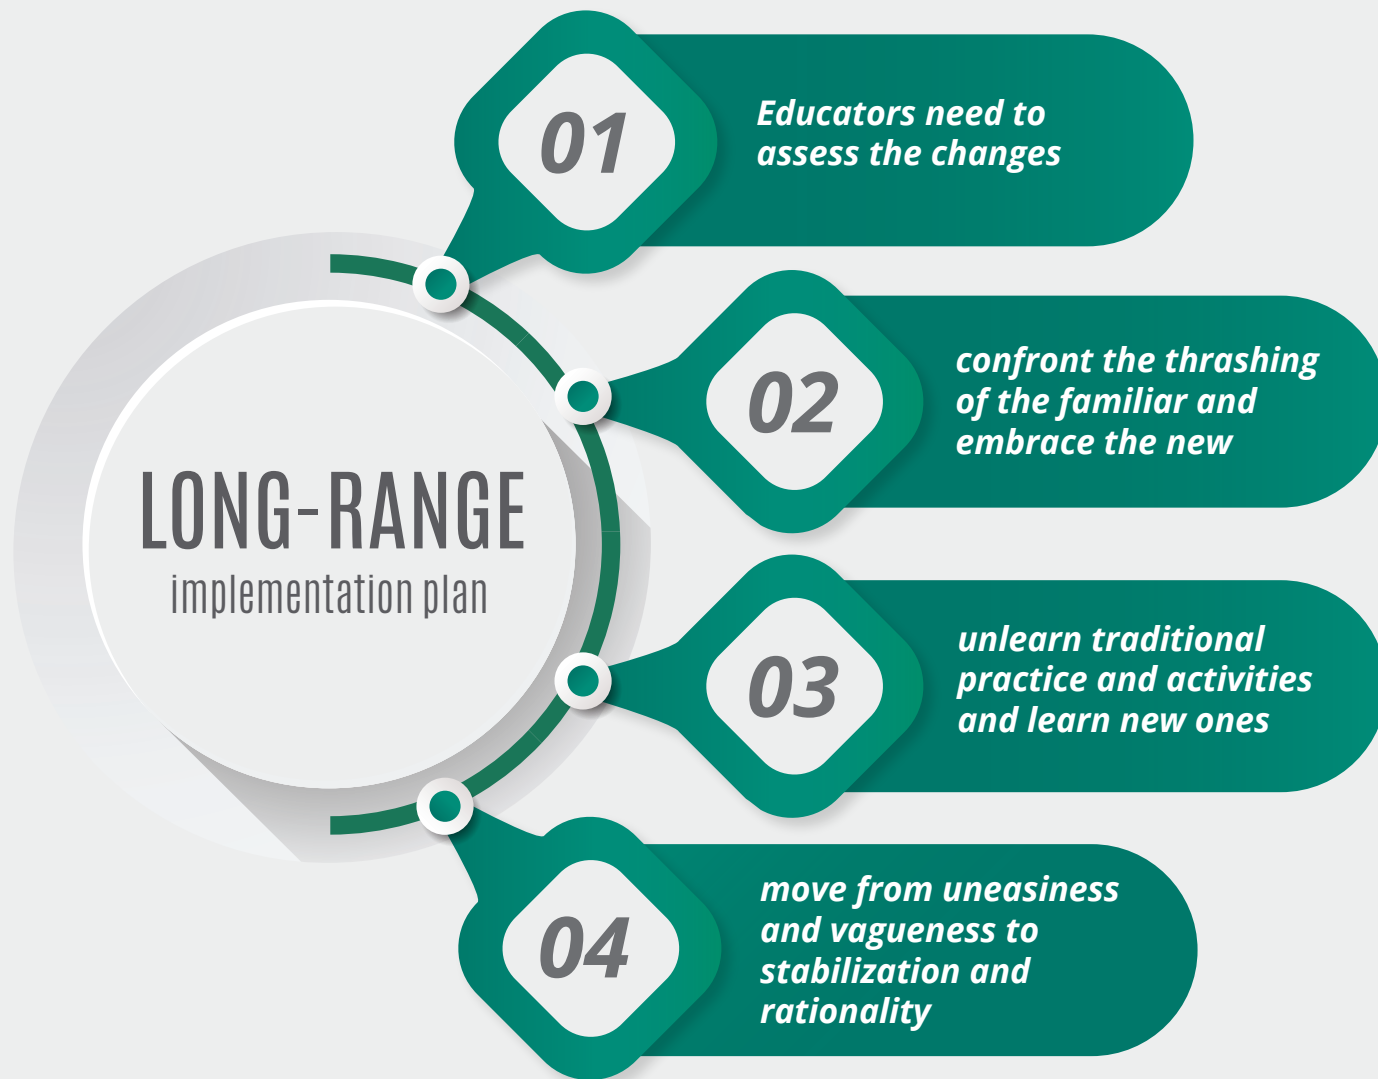 LONG-RANGE
implementation plan
01
Educators need to
assess the changes
02
confront the thrashing
of the familiar and
embrace the new
03
unlearn traditional
practice and activities
and learn new ones
04
move from uneasiness
and vagueness to
stabilization and
rationality